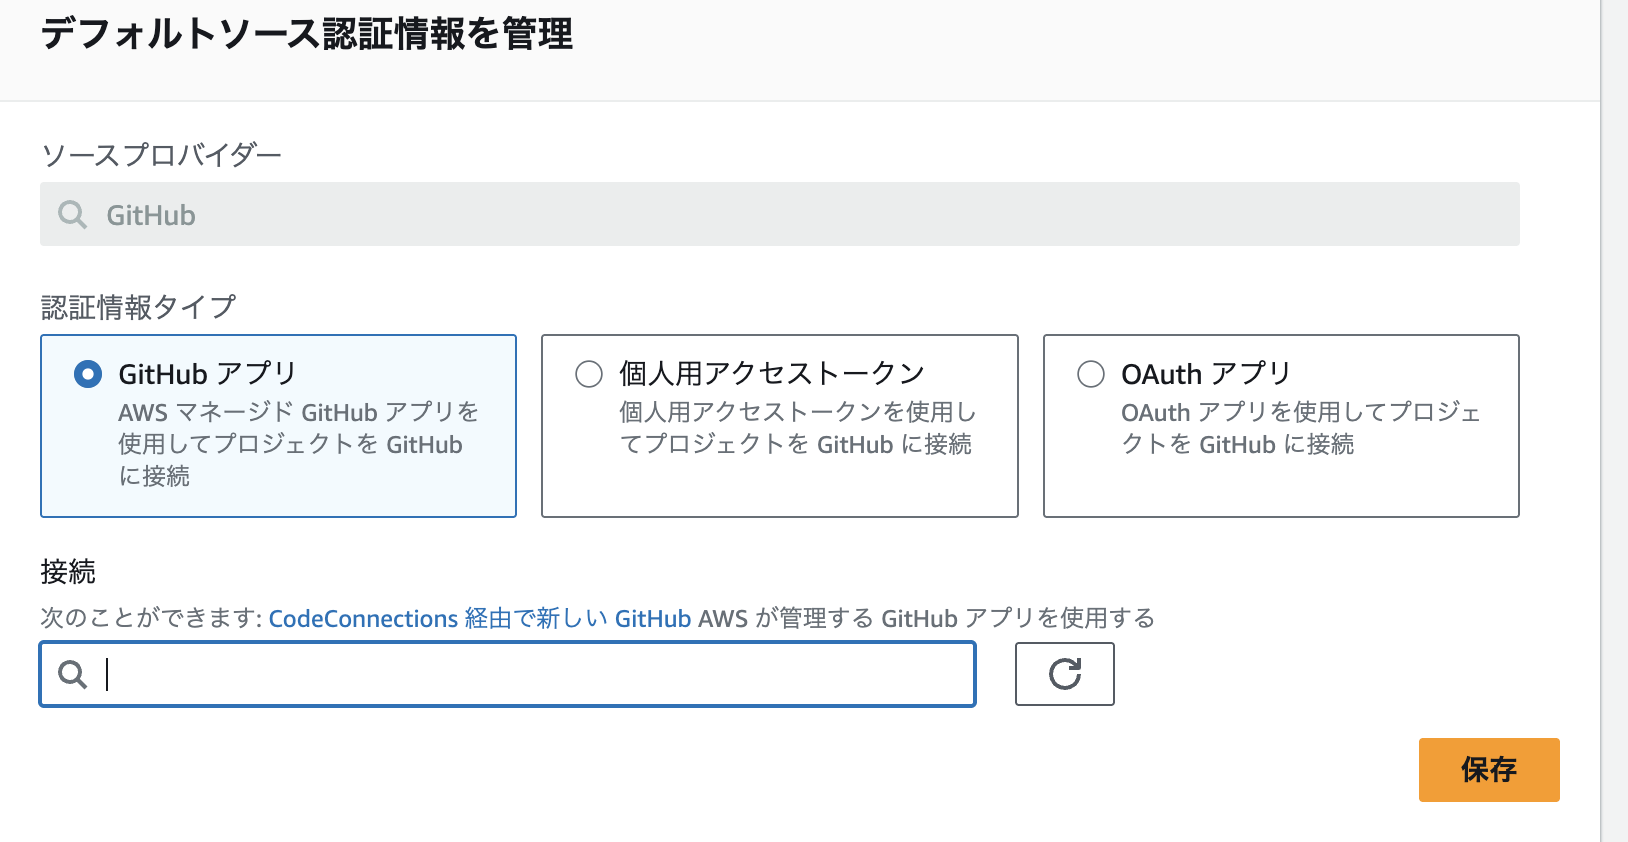 デフォルトソース認証情報を管理
ソースプロバイダー
GitHub
認証情報タイプ
GitHub アプリ
AWS マネージド GitHub アプリを
使用してプロジェクトを GitHub
に接続
個人用アクセストークン
個人用アクセストークンを使用し
てプロジェクトを GitHub に接続
OAuth アプリ
OAuth アプリを使用してプロジェ
クトを GitHub に接続
接続
次のことができます: CodeConnections 経由で新しい GitHub AWS が管理する GitHub アプリを使用する
保存